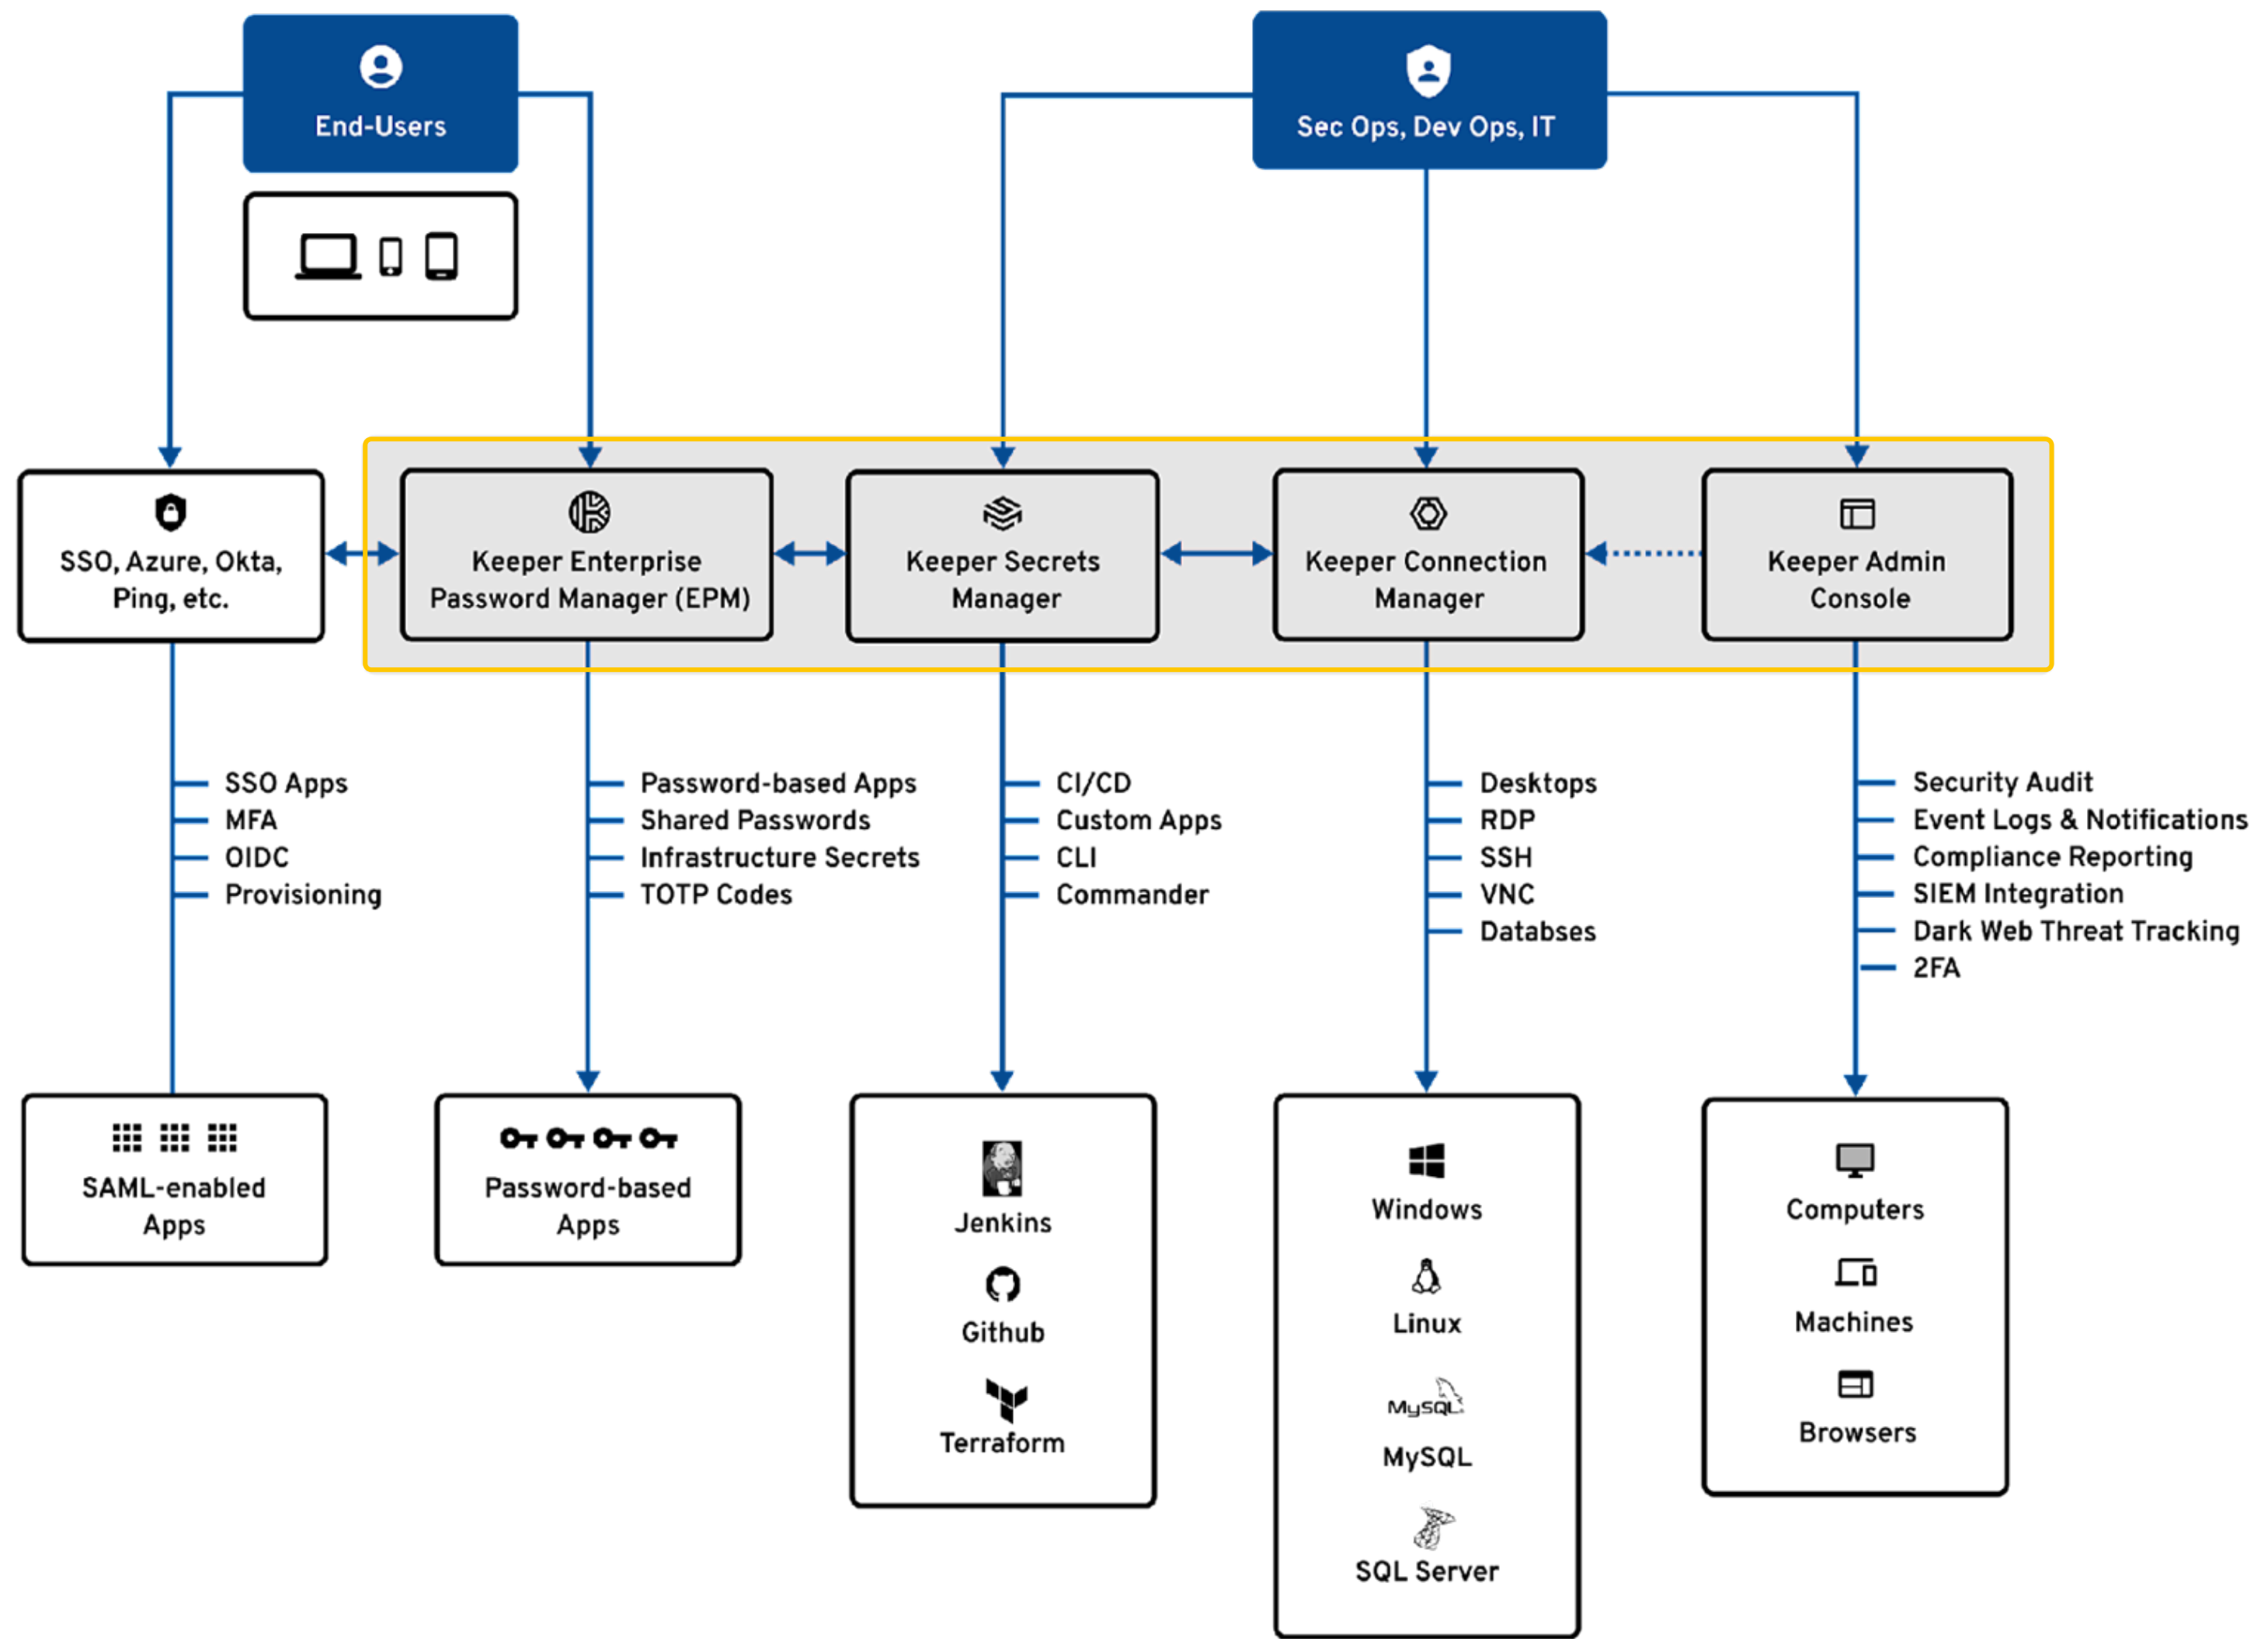 End-Users
Sec Ops, Dev Ops, IT
SSO, Azure, Okta,
Ping, etc.
Keeper Enterprise
Password Manager (EPM)
Keeper Secrets
Manager
Keeper Connection
Manager
Keeper Admin
Console
SSO Apps
MFA
OIDC
Provisioning
Password-based Apps
Shared Passwords
Infrastructure Secrets
TOTP Codes
CI/CD
Custom Apps
CLI
Commander
Desktops
RDP
SSH
VNC
Databses
Security Audit
Event Logs & Notifications
Compliance Reporting
SIEM Integration
Dark Web Threat Tracking
2FA
SAML-enabled
Apps
Password-based
Apps
Jenkins
Github
Terraform
Windows
Linux
MySQL
MySQL
SQL Server
Computers
Machines
Browsers